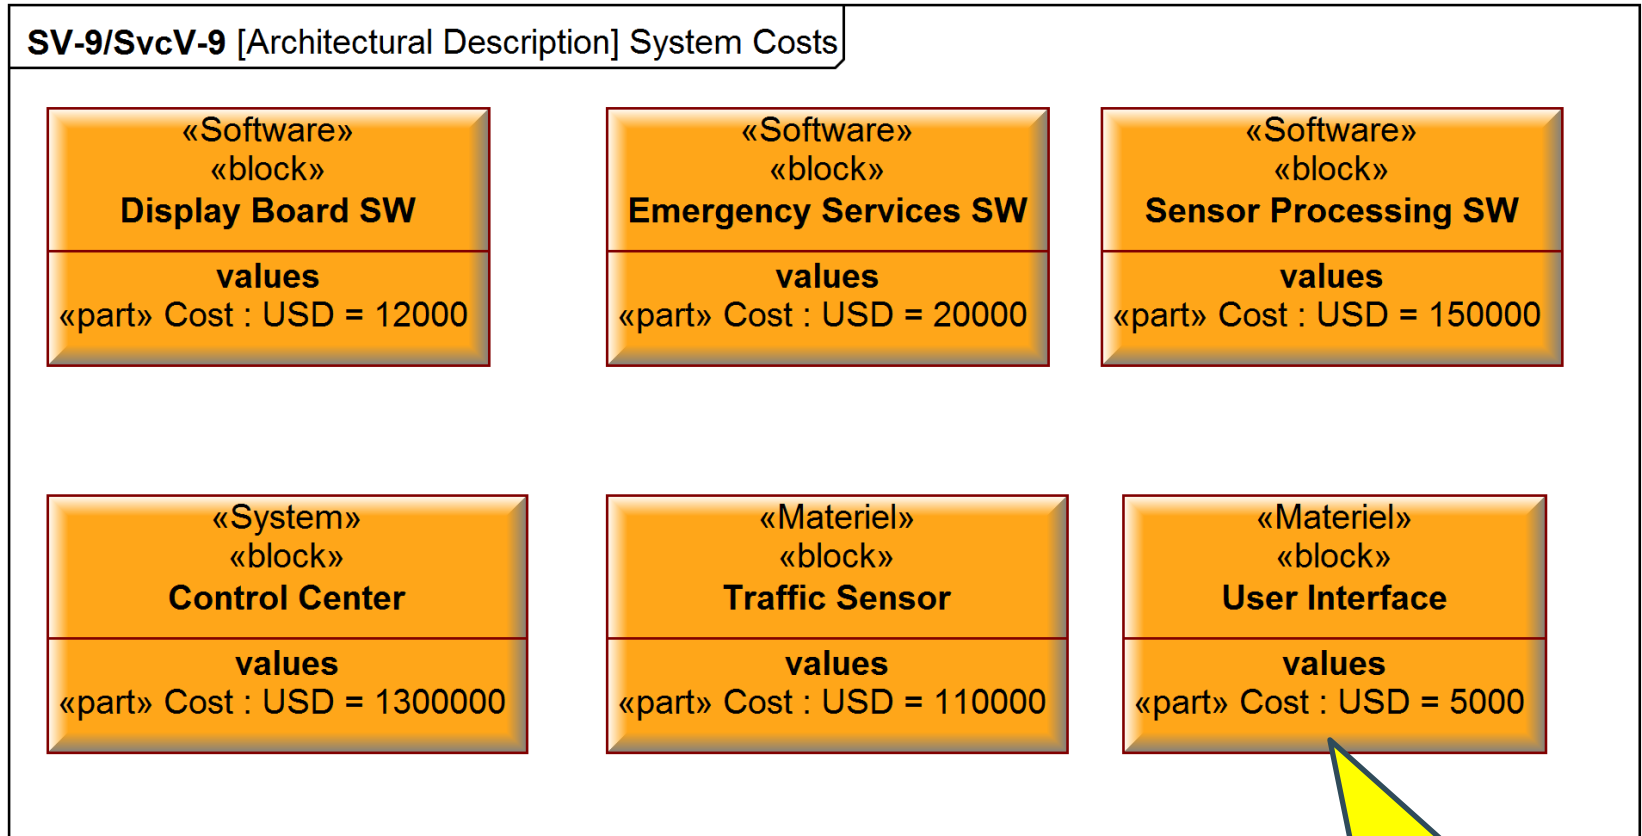 SV-9/SvcV-9 [Architectural Description] System Costs
«Software»
«block»
Display Board SW
values
«part» Cost : USD = 12000
«Software»
«block»
Emergency Services SW
values
«part» Cost : USD = 20000
«Software»
«block»
Sensor Processing SW
values
«part» Cost : USD = 150000
«System»
«block»
Control Center
values
«part» Cost : USD = 1300000
«Materiel»
«block»
Traffic Sensor
values
«part» Cost : USD = 110000
«Materiel»
«block»
User Interface
values
«part» Cost : USD = 5000